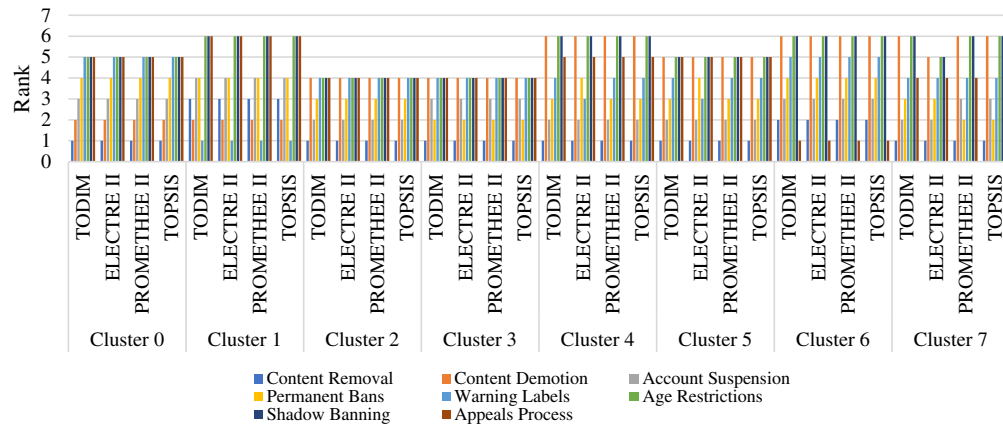 7
6
5
4
3
2
1
0
Rank
TODIM
ELECTRE II
PROMETHEE II
TOPSIS
TODIM
ELECTRE II
PROMETHEE II
TOPSIS
TODIM
ELECTRE II
PROMETHEE II
TOPSIS
TODIM
ELECTRE II
PROMETHEE II
TOPSIS
TODIM
ELECTRE II
PROMETHEE II
TOPSIS
TODIM
ELECTRE II
PROMETHEE II
TOPSIS
TODIM
ELECTRE II
PROMETHEE II
TOPSIS
TODIM
ELECTRE II
PROMETHEE II
TOPSIS
Cluster 0 Cluster 1 Cluster 2 Cluster 3 Cluster 4 Cluster 5 Cluster 6 Cluster 7
Content Removal Content Demotion Account Suspension
Permanent Bans Warning Labels Age Restrictions
Shadow Banning Appeals Process